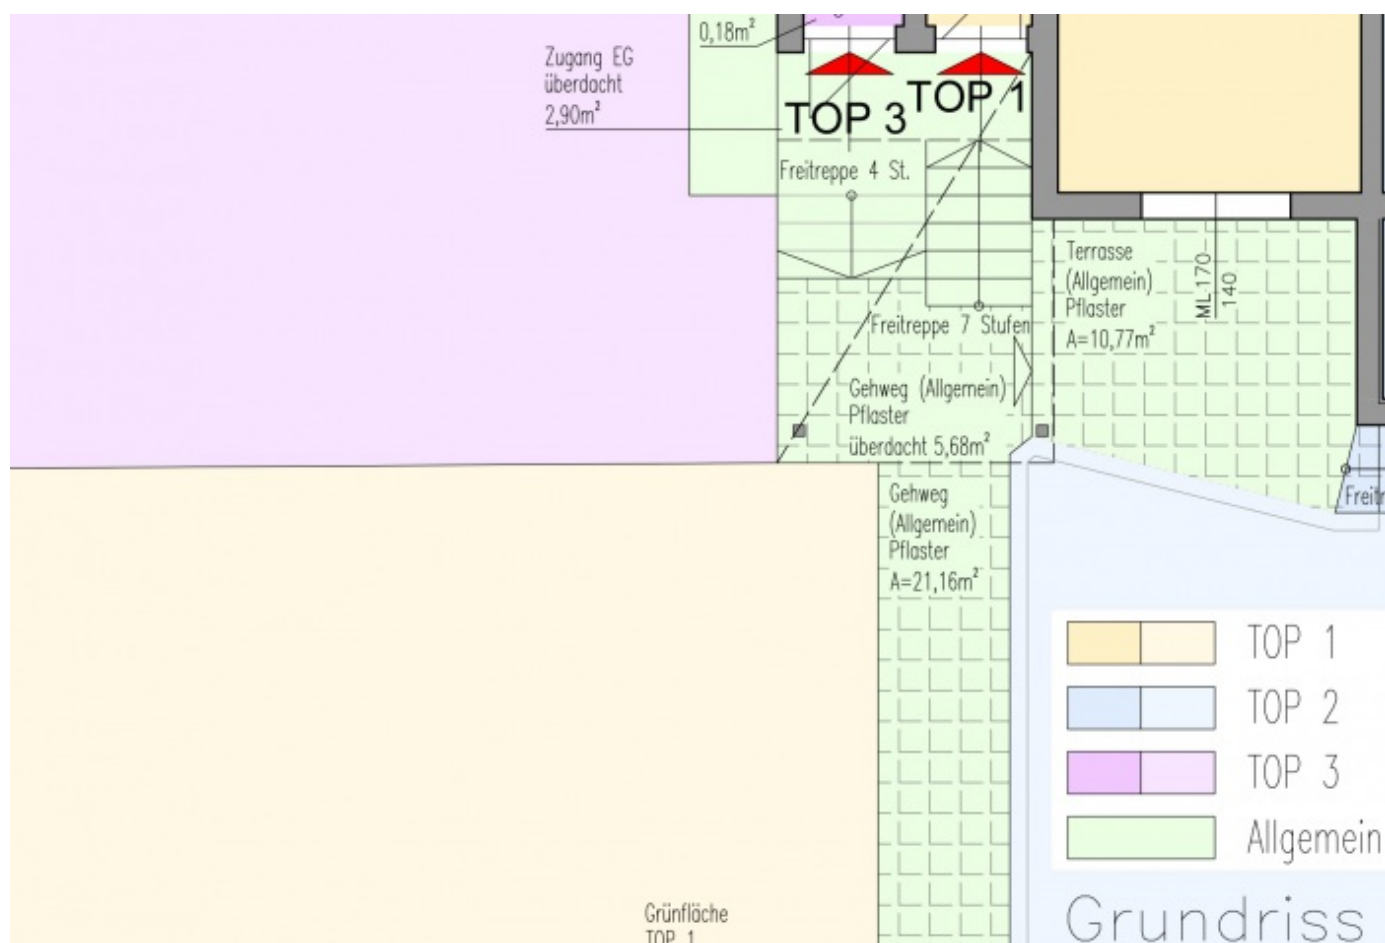 0,18m²
Zugang EG
überdacht
2,90m²
TOP 3
TOP 1
Freitreppe 4 St.
Terrasse
(Allgemein)
Pflaster
A=10,77m²
ML 170
140
Freitreppe 7 Stufen
Gehweg (Allgemein)
Pflaster
überdacht 5,68m²
Gehweg
(Allgemein)
Pflaster
A=21,16m²
TOP 1
TOP 2
TOP 3
Allgemein
Grünfläche
TOP 1
Grundriss